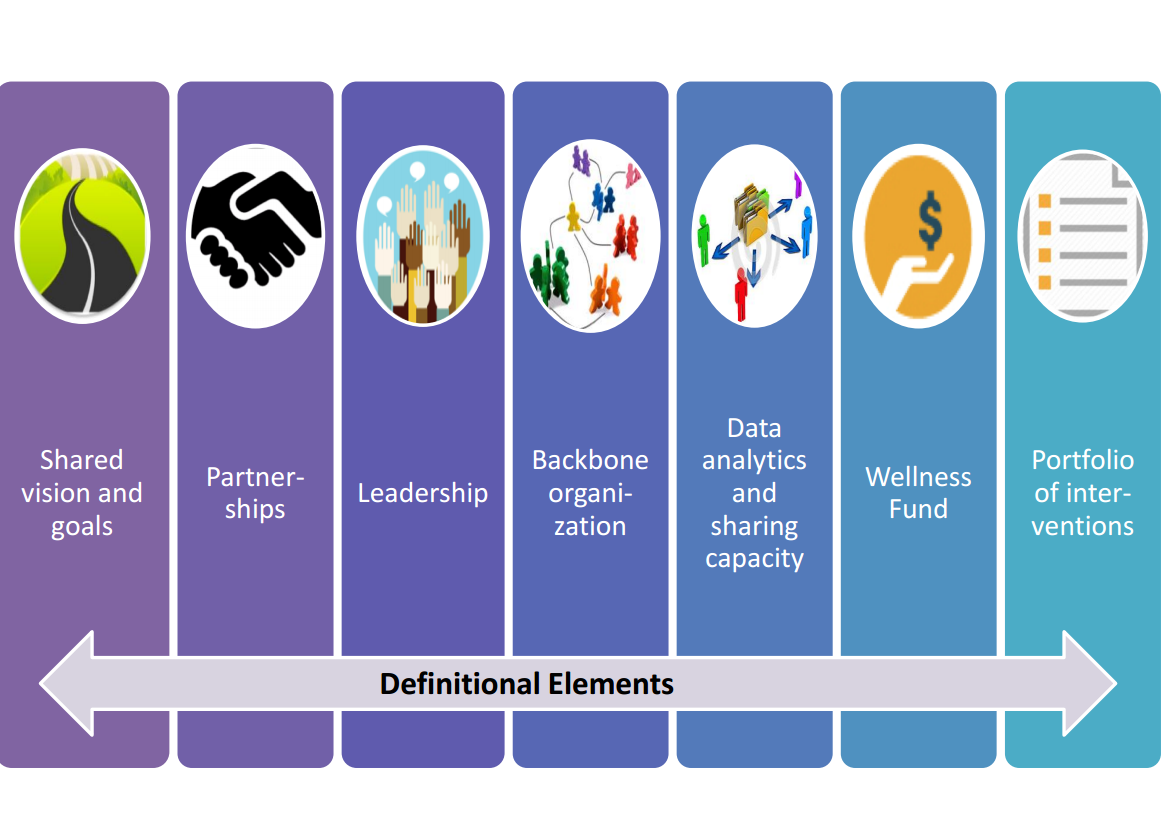 Shared
vision and
goals
Partner-
ships
Leadership
Backbone
organi-
zation
Data
analytics
and
sharing
capacity
Wellness
Fund
$
Portfolio
of inter-
ventions
Definitional Elements